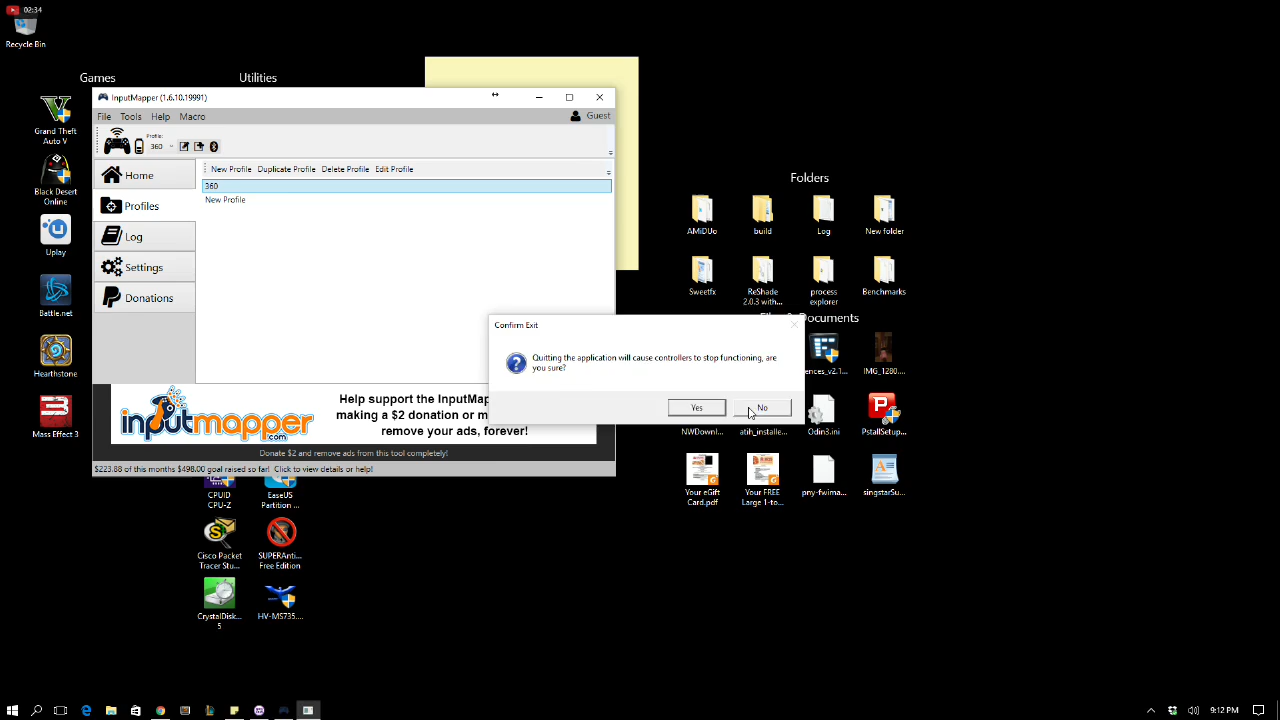 02:34
Recycle Bin
Games
Utilities
Grand Theft
Auto V
Black Desert
Online
Uplay
Battle.net
Hearthstone
Mass Effect 3
InputMapper (1.6.10.19991)
File Tools Help Macro
Guest
Profile:
360
Home
Profiles
Log
Settings
Donations
New Profile Duplicate Profile Delete Profile Edit Profile
360
New Profile
Confirm Exit
Quitting the application will cause controllers to stop functioning, are
you sure?
Yes
No
inputmapper
.com
Help support the InputMa
making a $2 donation or m
remove your ads, forever!
Donate $2 and remove ads from this tool completely!
$223.88 of this months $498.00 goal raised so far! Click to view details or help!
CPUID
CPU-Z
EaseUS
Partition ...
Cisco Packet
Tracer Stu...
SUPERAnti...
Free Edition
CrystalDisk...
5
HV-MS735....
Folders
AMiDUo
build
Log
New folder
Sweetfx
ReShade
2.0.3 with...
process
explorer
Benchmarks
Documents
ences_v2.1...
IMG_1280....
NWDownl...
atih_installe...
Odin3.ini
PstallSetup...
Your eGift
Card.pdf
Your FREE
Large 1-to...
pny-fwima...
singstarSu...
9:12 PM